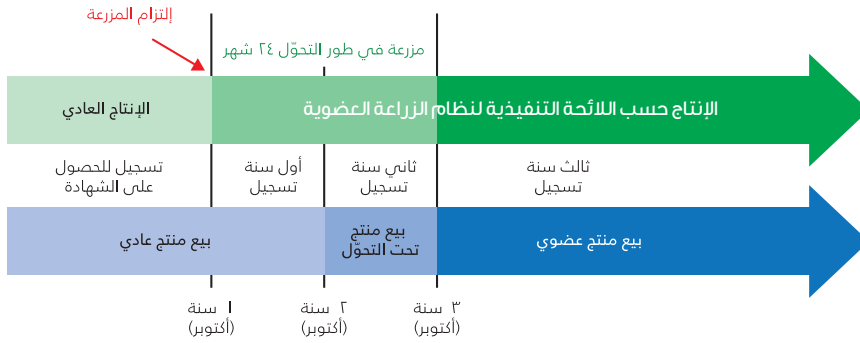 إلتزام المزرعة
مزرعة في طور التحوّل ٢٤ شهر
الإنتاج العادي
الإنتاج حسب اللائحة التنفيذية لنظام الزراعة العضوية
تسجيل للحصول
على الشهادة
أول سنة
تسجيل
ثاني سنة
تسجيل
ثالث سنة
تسجيل
بيع منتج عادي
بيع منتج
تحت التحوّل
بيع منتج عضوي
١ سنة
(أكتوبر)
٢ سنة
(أكتوبر)
٣ سنة
(أكتوبر)